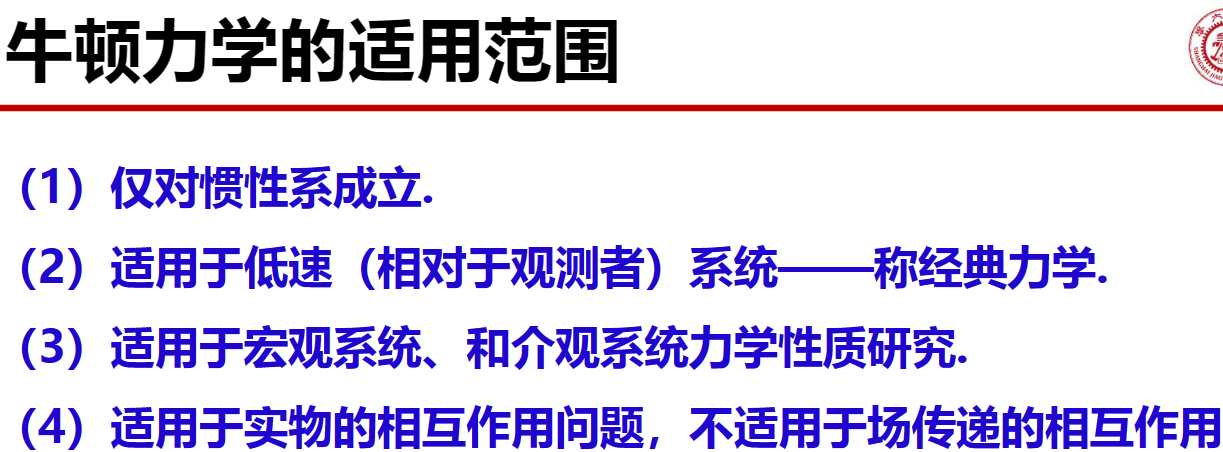 牛顿力学的适用范围
（1）仅对惯性系成立.
（2）适用于低速（相对于观测者）系统——称经典力学.
（3）适用于宏观系统、和介观系统力学性质研究.
（4）适用于实物的相互作用问题，不适用于场传递的相互作用